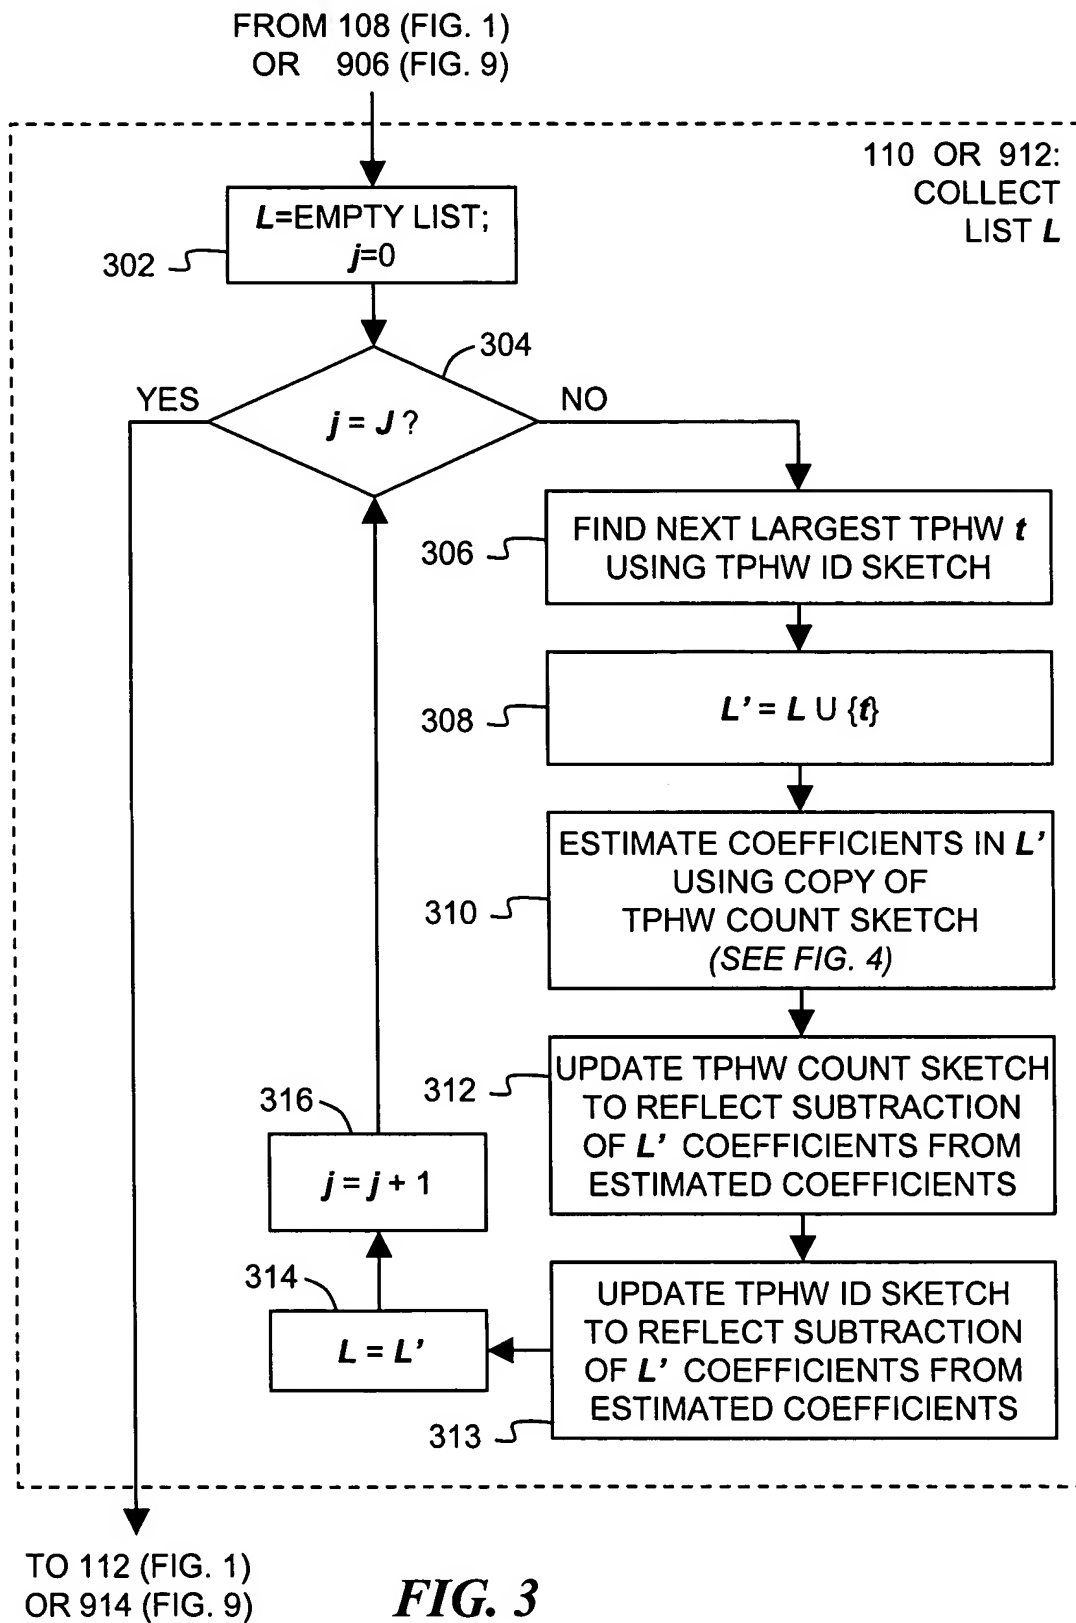 FROM 108 (FIG. 1)
OR 906 (FIG. 9)
110 OR 912:
COLLECT
LIST L
L=EMPTY LIST;
j=0
302
304
YES
NO
j = J ?
FIND NEXT LARGEST TPHW t
USING TPHW ID SKETCH
306
L' = L U {t}
308
ESTIMATE COEFFICIENTS IN L'
USING COPY OF
TPHW COUNT SKETCH
(SEE FIG. 4)
310
UPDATE TPHW COUNT SKETCH
TO REFLECT SUBTRACTION
OF L' COEFFICIENTS FROM
ESTIMATED COEFFICIENTS
312
316
j = j + 1
314
L = L'
UPDATE TPHW ID SKETCH
TO REFLECT SUBTRACTION
OF L' COEFFICIENTS FROM
ESTIMATED COEFFICIENTS
313
TO 112 (FIG. 1)
OR 914 (FIG. 9)
FIG. 3